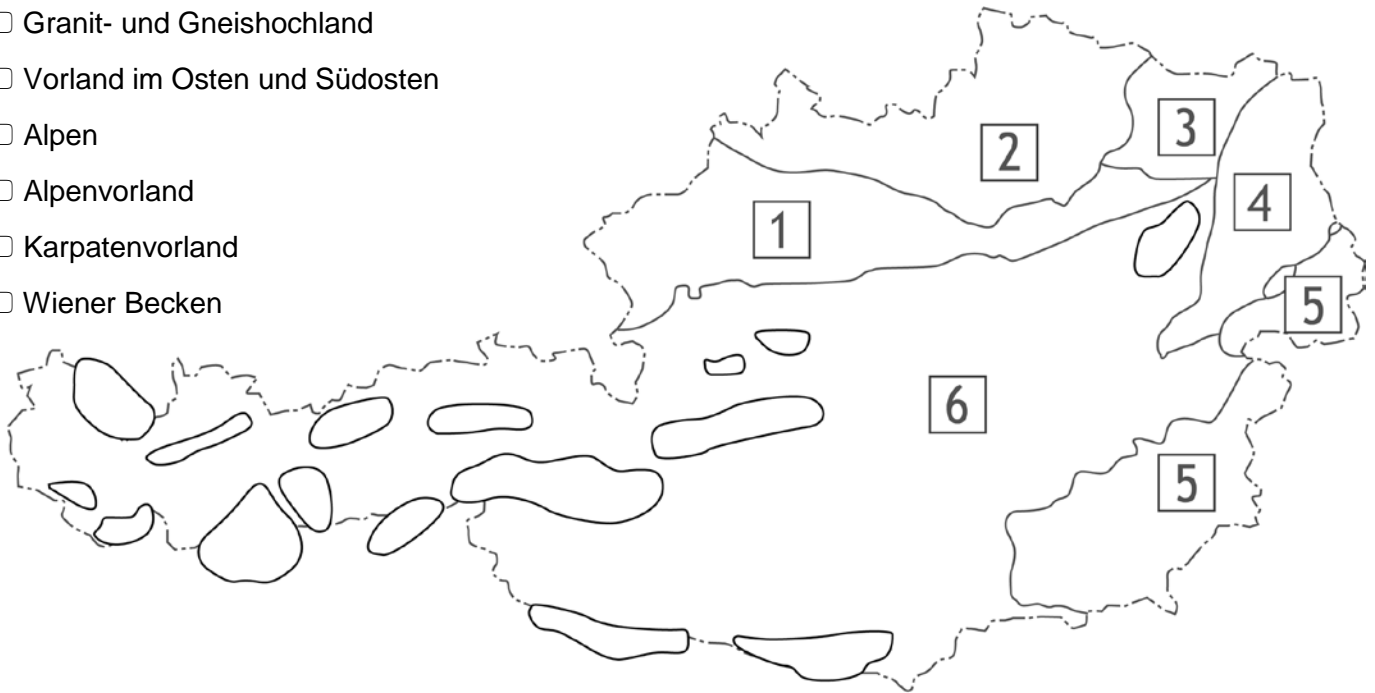 Granit- und Gneishochland
Vorland im Osten und Südosten
Alpen
Alpenvorland
Karpatenvorland
Wiener Becken
1
2
3
4
5
6
5